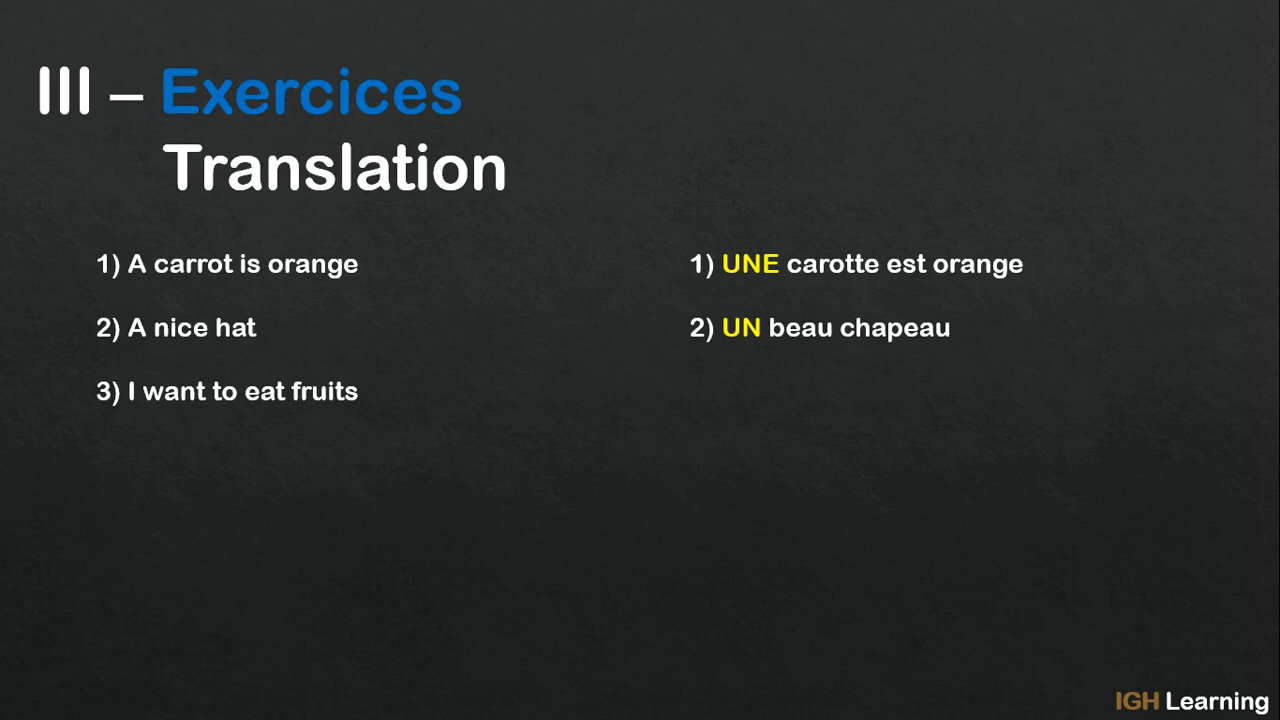 III – Exercices
Translation
1) A carrot is orange
2) A nice hat
3) I want to eat fruits
1) UNE carotte est orange
2) UN beau chapeau
IGH Learning